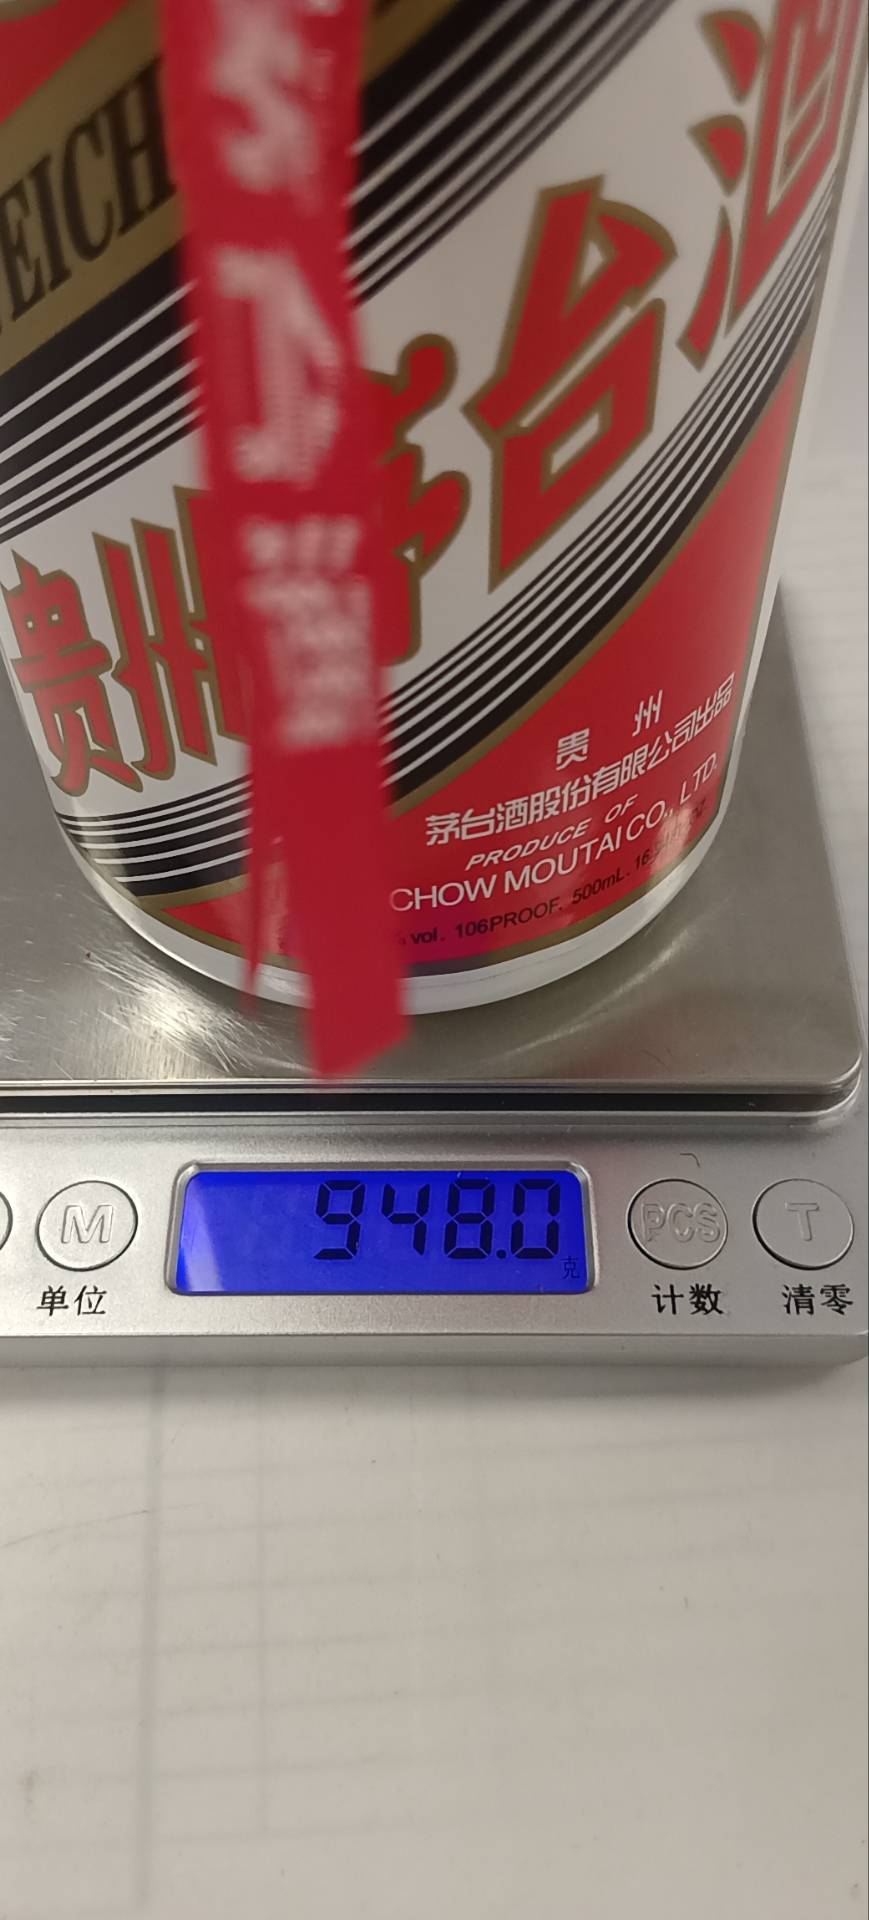 EICH
贵州茅台酒
贵州
茅台酒股份有限公司出品
PRODUCE OF
CHOW MOUTAI CO., LTD.
% vol. 106PROOF. 500mL. 16
948.0
克
M
PCS
T
单位
计数
清零